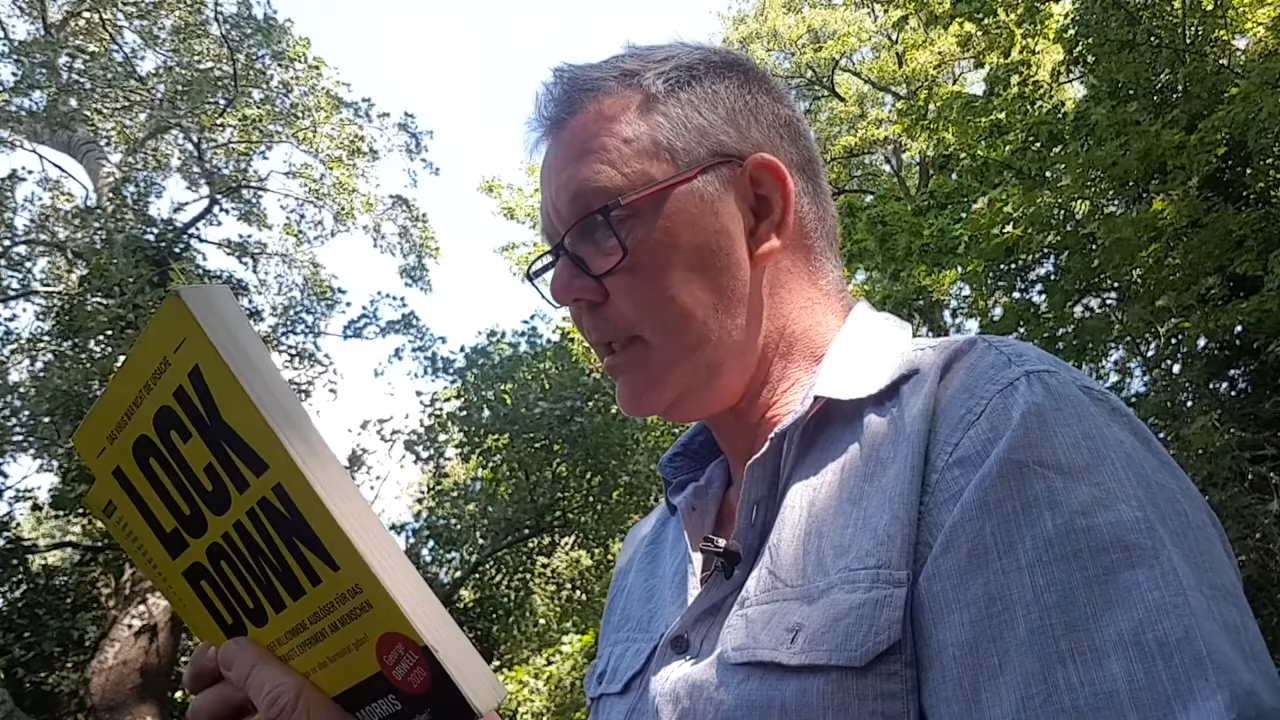 DAS VIRUS WAR NICHT DIE URSACHE
LOCK
DOWN
WILLKOMMENE AUSLÖSER FÜR DAS
EXPERIMENT AM MENSCHEN
George
ORWELL
2020
MORRIS